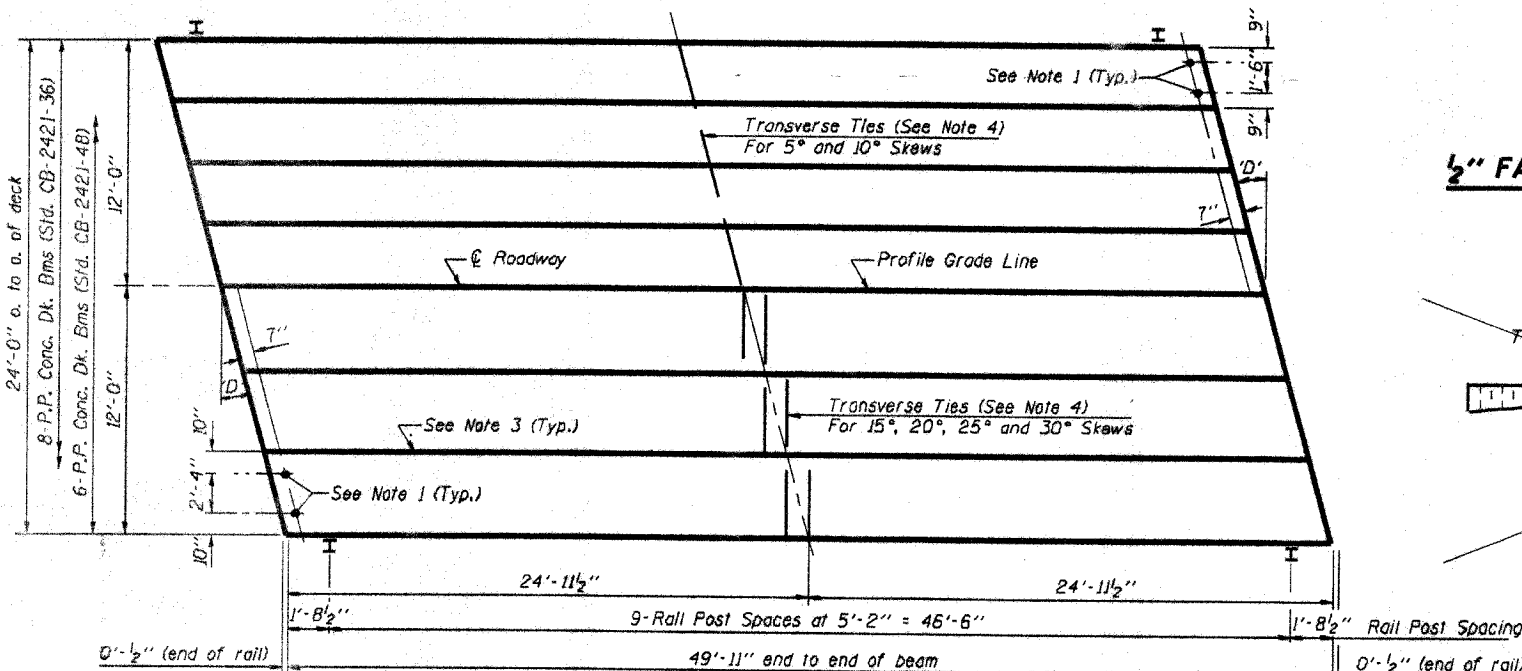 9"
1'-6"
See Note 1 (Typ.)
9"
Transverse Ties (See Note 4)
For 5° and 10° Skews
'D'
7"
½" FA
24'-0" o. to o. of deck
8-P.P. Conc. Dk. Bms (Std. CB-2421-36)
6-P.P. Conc. Dk. Bms (Std. CB-2421-48)
12'-0"
12'-0"
℄ Roadway
Profile Grade Line
7"
'D
Transverse Ties (See Note 4)
For 15°, 20°, 25° and 30° Skews
See Note 3 (Typ.)
10"
2'-4"
10"
See Note 1 (Typ.)
24'-11½"
24'-11½"
1'-8½"
9-Rail Post Spaces at 5'-2" = 46'-6"
1'-8½" Rail Post Spacing
0'-½" (end of rail)
49'-11" end to end of beam
0'-½" (end of rail)